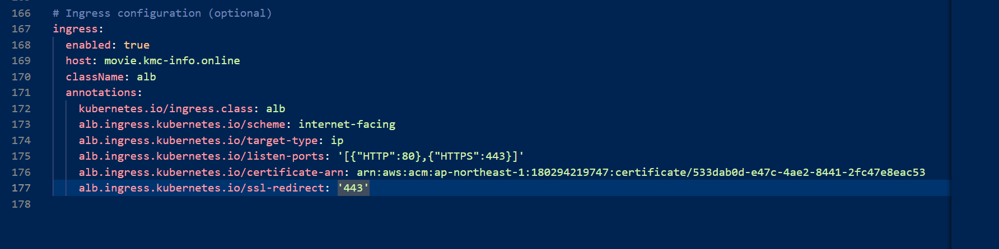 166 # Ingress configuration (optional)
167 ingress:
168   enabled: true
169   host: movie.kmc-info.online
170   className: alb
171   annotations:
172     kubernetes.io/ingress.class: alb
173     alb.ingress.kubernetes.io/scheme: internet-facing
174     alb.ingress.kubernetes.io/target-type: ip
175     alb.ingress.kubernetes.io/listen-ports: '[{"HTTP":80},{"HTTPS":443}]'
176     alb.ingress.kubernetes.io/certificate-arn: arn:aws:acm:ap-northeast-1:180294219747:certificate/533dab0d-e47c-4ae2-8441-2fc47e8eac53
177     alb.ingress.kubernetes.io/ssl-redirect: '443'
178